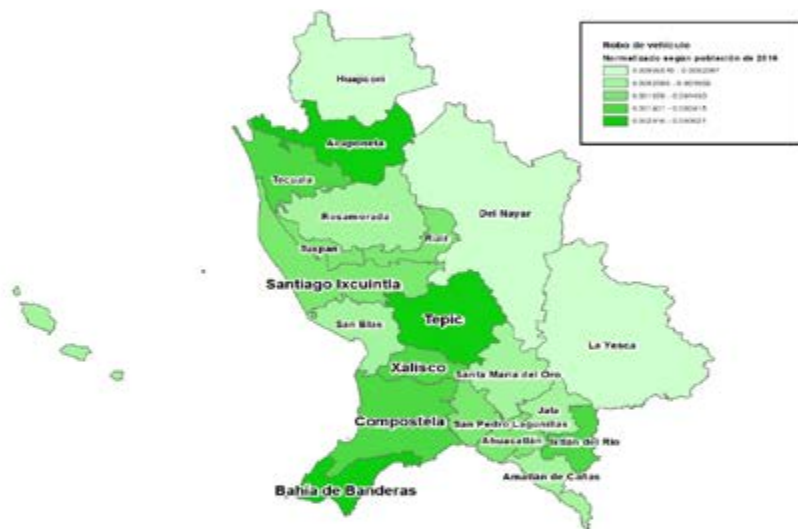 Robo de vehículo
Normalizado según población de 2016
Huajicori
Acaponeta
Tecuala
Rosamorada
Del Nayar
Ruiz
Tuxpan
Santiago Ixcuintla
San Blas
Tepic
La Yesca
Xalisco
Santa María del Oro
Jala
Compostela
San Pedro Lagunillas
Ahuacatlán
Ixtlán del Río
Amatlán de Cañas
Bahía de Banderas